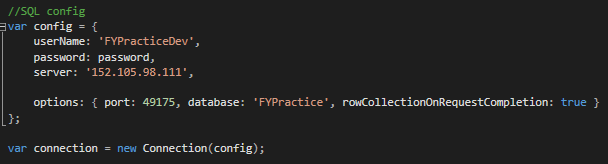 //SQL config
var config = {
userName: 'FYPracticeDev',
password: password,
server: '152.105.98.111',
options: { port: 49175, database: 'FYPractice', rowCollectionOnRequestCompletion: true }
};
var connection = new Connection(config);